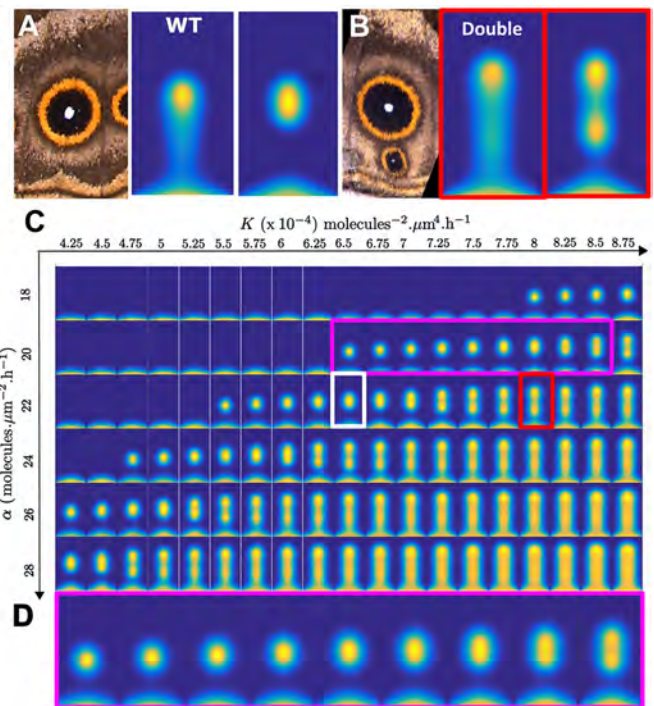 A
WT
B
Double
C
K (x 10⁻⁴) molecules⁻².μm⁴.h⁻¹
4.25 4.5 4.75 5 5.25 5.5 5.75 6 6.25 6.5 6.75 7 7.25 7.5 7.75 8 8.25 8.5 8.75
α (molecules.μm⁻².h⁻¹)
18
20
22
24
26
28
D